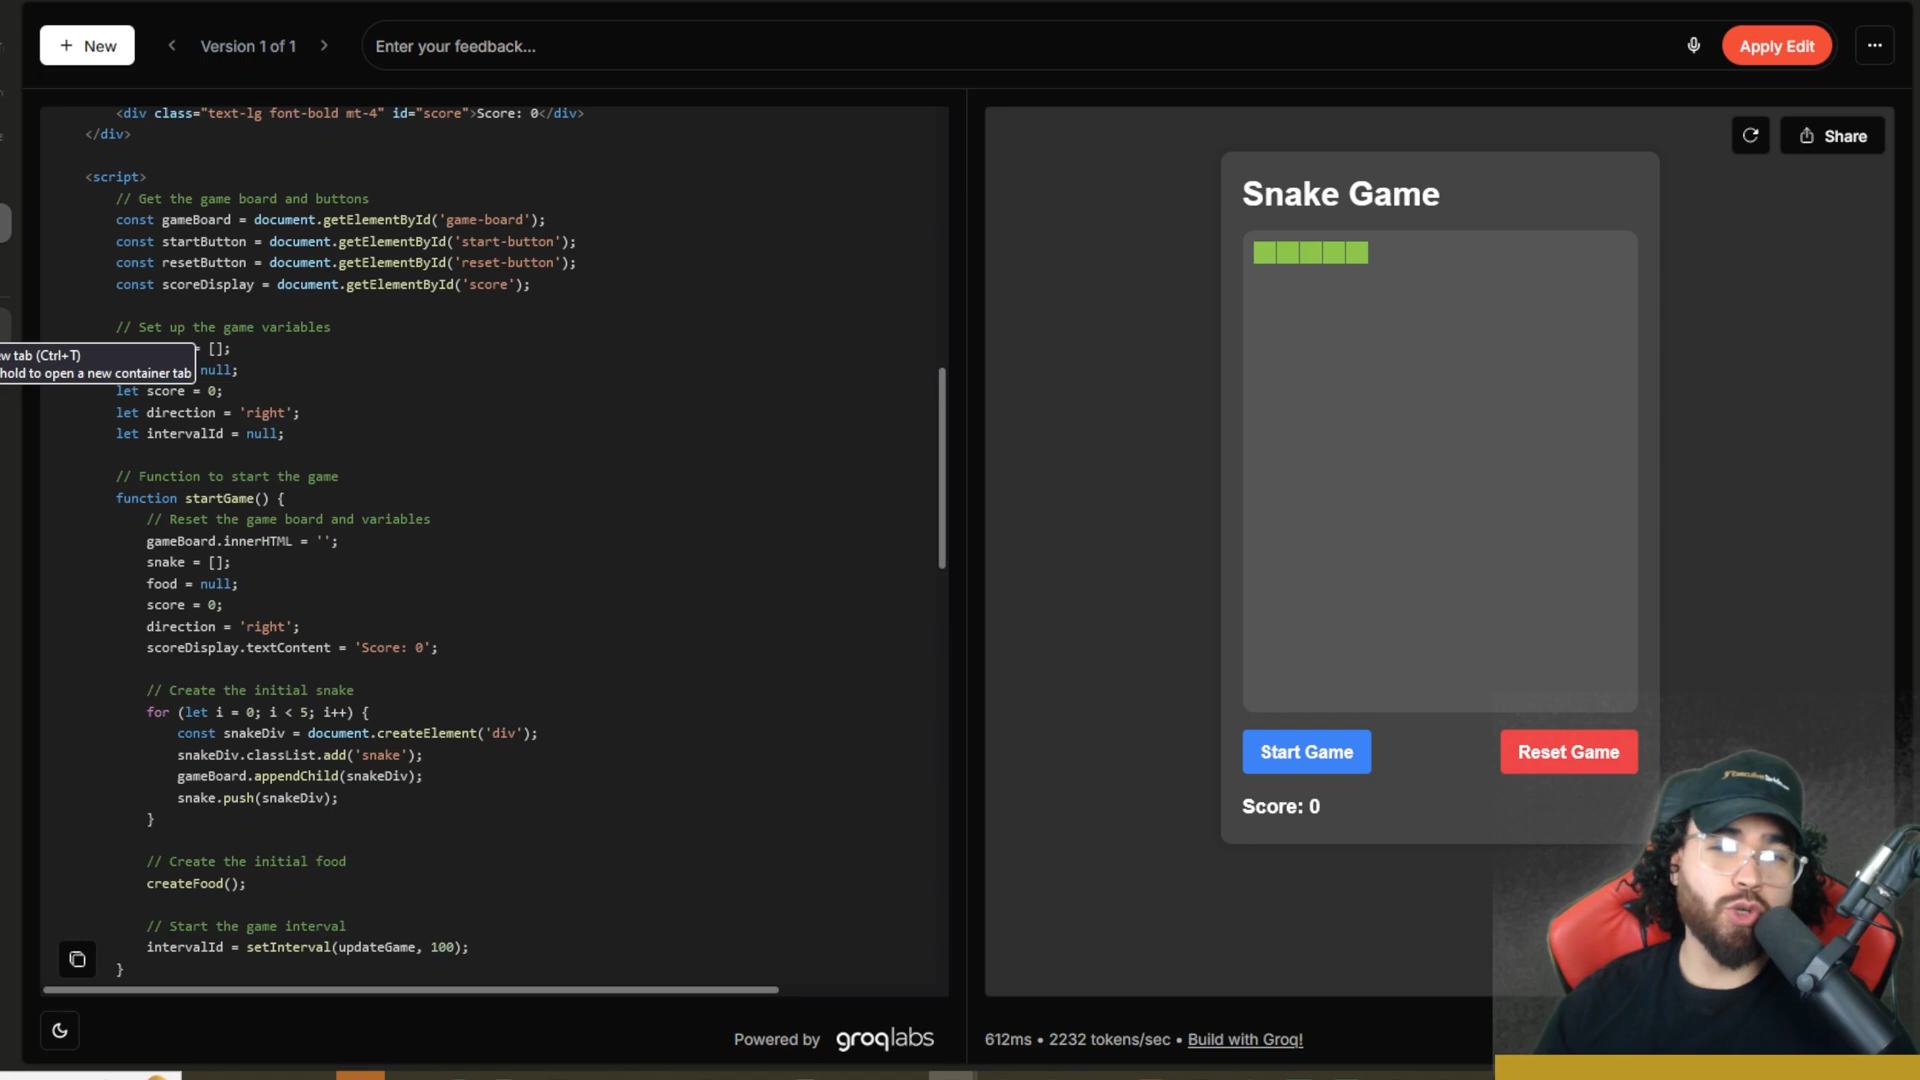 + New
Version 1 of 1
Enter your feedback...
Apply Edit
<div class="text-lg font-bold mt-4" id="score">Score: 0</div>
</div>
<script>
// Get the game board and buttons
const gameBoard = document.getElementById('game-board');
const startButton = document.getElementById('start-button');
const resetButton = document.getElementById('reset-button');
const scoreDisplay = document.getElementById('score');
// Set up the game variables
= [];
null;
ew tab (Ctrl+T)
hold to open a new container tab
let score = 0;
let direction = 'right';
let intervalId = null;
// Function to start the game
function startGame() {
// Reset the game board and variables
gameBoard.innerHTML = '';
snake = [];
food = null;
score = 0;
direction = 'right';
scoreDisplay.textContent = 'Score: 0';
// Create the initial snake
for (let i = 0; i < 5; i++) {
const snakeDiv = document.createElement('div');
snakeDiv.classList.add('snake');
gameBoard.appendChild(snakeDiv);
snake.push(snakeDiv);
}
// Create the initial food
createFood();
// Start the game interval
intervalId = setInterval(updateGame, 100);
}
Powered by groqlabs
Share
Snake Game
Start Game
Reset Game
Score: 0
612ms • 2232 tokens/sec • Build with Groq!